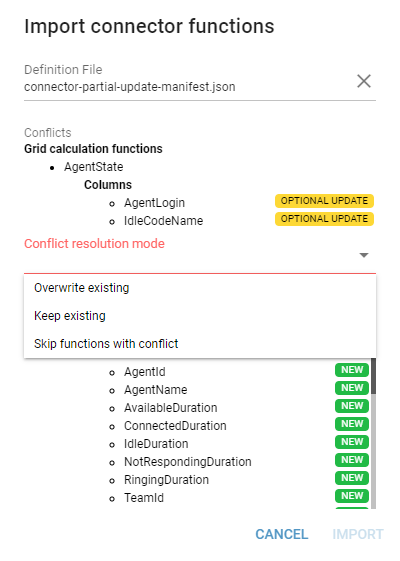 Import connector functions
Definition File
connector-partial-update-manifest.json
Conflicts
Grid calculation functions
AgentState
Columns
AgentLogin OPTIONAL UPDATE
IdleCodeName OPTIONAL UPDATE
Conflict resolution mode
Overwrite existing
Keep existing
Skip functions with conflict
AgentId NEW
AgentName NEW
AvailableDuration NEW
ConnectedDuration NEW
IdleDuration NEW
NotRespondingDuration NEW
RingingDuration NEW
TeamId NEW
CANCEL IMPORT